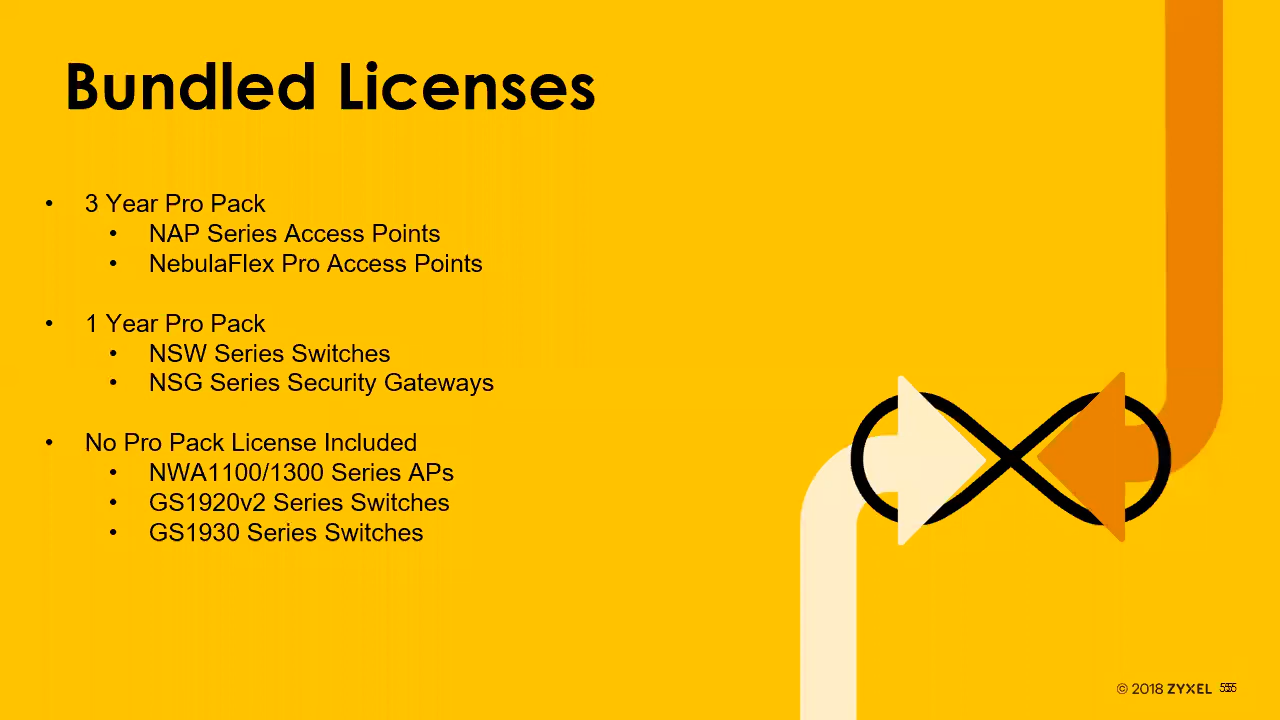 Bundled Licenses
• 3 Year Pro Pack
• NAP Series Access Points
• NebulaFlex Pro Access Points
• 1 Year Pro Pack
• NSW Series Switches
• NSG Series Security Gateways
• No Pro Pack License Included
• NWA1100/1300 Series APs
• GS1920v2 Series Switches
• GS1930 Series Switches
© 2018 ZYXEL